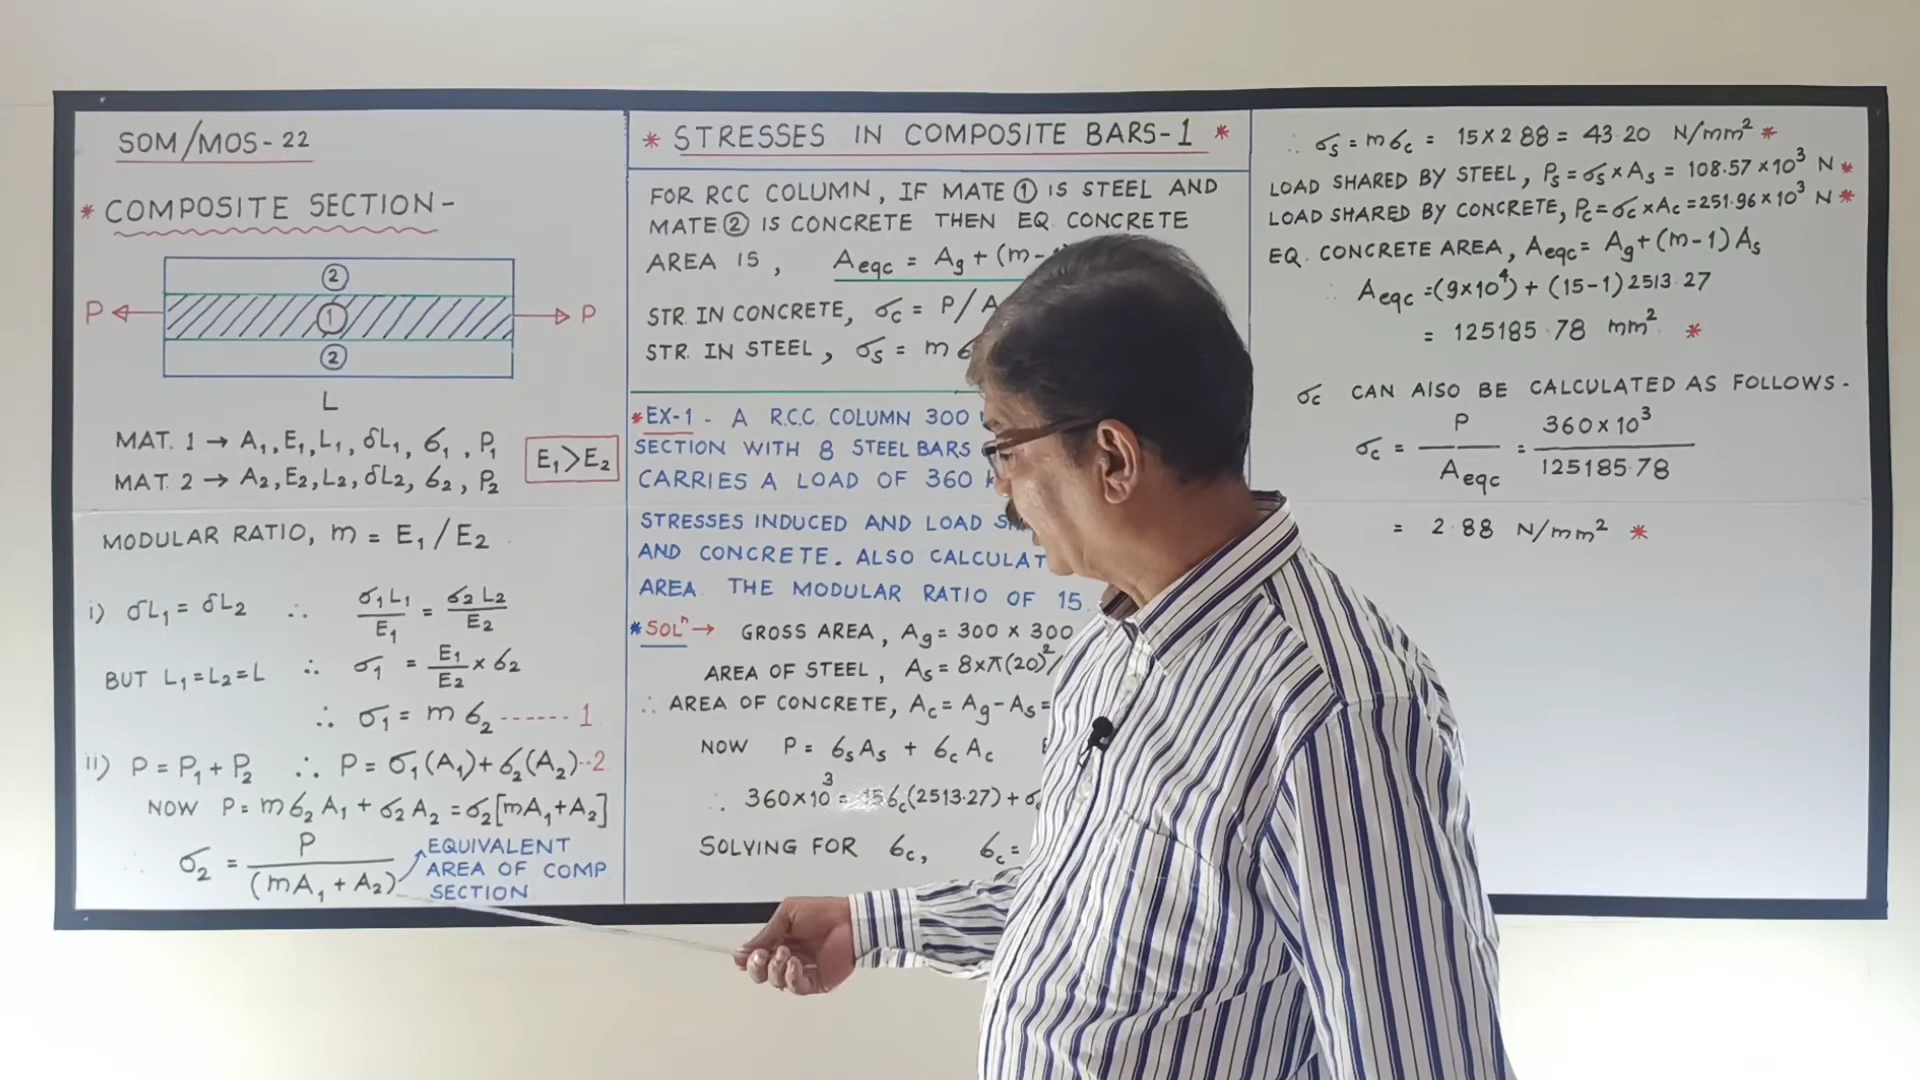 SOM/MOS-22
* COMPOSITE SECTION-
2
P 1 P
2
L
MAT. 1 → A₁, E₁, L₁, δL₁, σ₁, P₁
MAT. 2 → A₂, E₂, L₂, δL₂, σ₂, P₂
E₁>E₂
MODULAR RATIO, m = E₁/E₂
i) δL₁ = δL₂ ∴ σ₁L₁/E₁ = σ₂L₂/E₂
BUT L₁=L₂=L ∴ σ₁ = E₁/E₂ × σ₂
∴ σ₁ = m σ₂ ------ 1
ii) P = P₁ + P₂ ∴ P = σ₁(A₁)+σ₂(A₂)--2
NOW P = mσ₂A₁ + σ₂A₂ = σ₂[mA₁+A₂]
∴ σ₂ = P/(mA₁ + A₂)
EQUIVALENT
AREA OF COMP
SECTION
* STRESSES IN COMPOSITE BARS-1 *
FOR RCC COLUMN, IF MATE ① IS STEEL AND
MATE ② IS CONCRETE THEN EQ. CONCRETE
AREA IS, Aeqc = Ag + (m-
STR. IN CONCRETE, σc = P/A
STR. IN STEEL, σs = m
*EX-1 - A R.C.C. COLUMN 300
SECTION WITH 8 STEEL BARS
CARRIES A LOAD OF 360
STRESSES INDUCED AND LOAD
AND CONCRETE. ALSO CALCULAT
AREA. THE MODULAR RATIO OF 15.
*SOLⁿ→ GROSS AREA, Ag = 300 × 300
AREA OF STEEL, As = 8×π(20)²/
∴ AREA OF CONCRETE, Ac = Ag - As =
NOW P = σsAs + σcAc
∴ 360×10³ = 15σc(2513.27) +
SOLVING FOR σc, σc =
∴ σs = mσc = 15×2.88 = 43.20 N/mm² *
LOAD SHARED BY STEEL, Ps = σs×As = 108.57×10³ N *
LOAD SHARED BY CONCRETE, Pc = σc×Ac = 251.96×10³ N *
EQ. CONCRETE AREA, Aeqc = Ag + (m-1) As
∴ Aeqc = (9×10⁴) + (15-1) 2513.27
= 125185.78 mm² *
σc CAN ALSO BE CALCULATED AS FOLLOWS -
σc = P/Aeqc = 360×10³/125185.78
= 2.88 N/mm² *